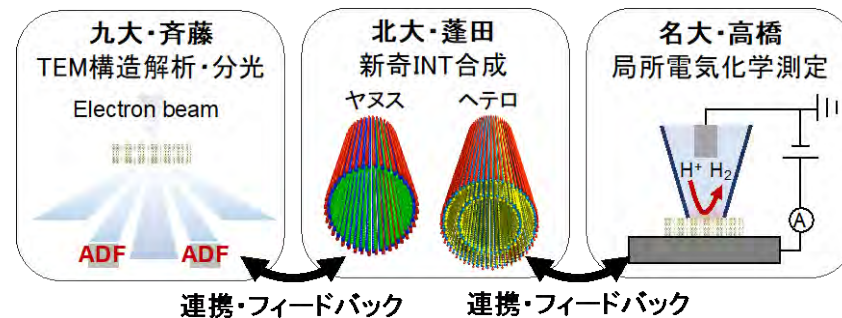 九大・斉藤
TEM構造解析・分光
Electron beam
ADF
ADF
北大・蓬田
新奇INT合成
ヤヌス
ヘテロ
名大・高橋
局所電気化学測定
H⁺ H₂
A
連携・フィードバック
連携・フィードバック